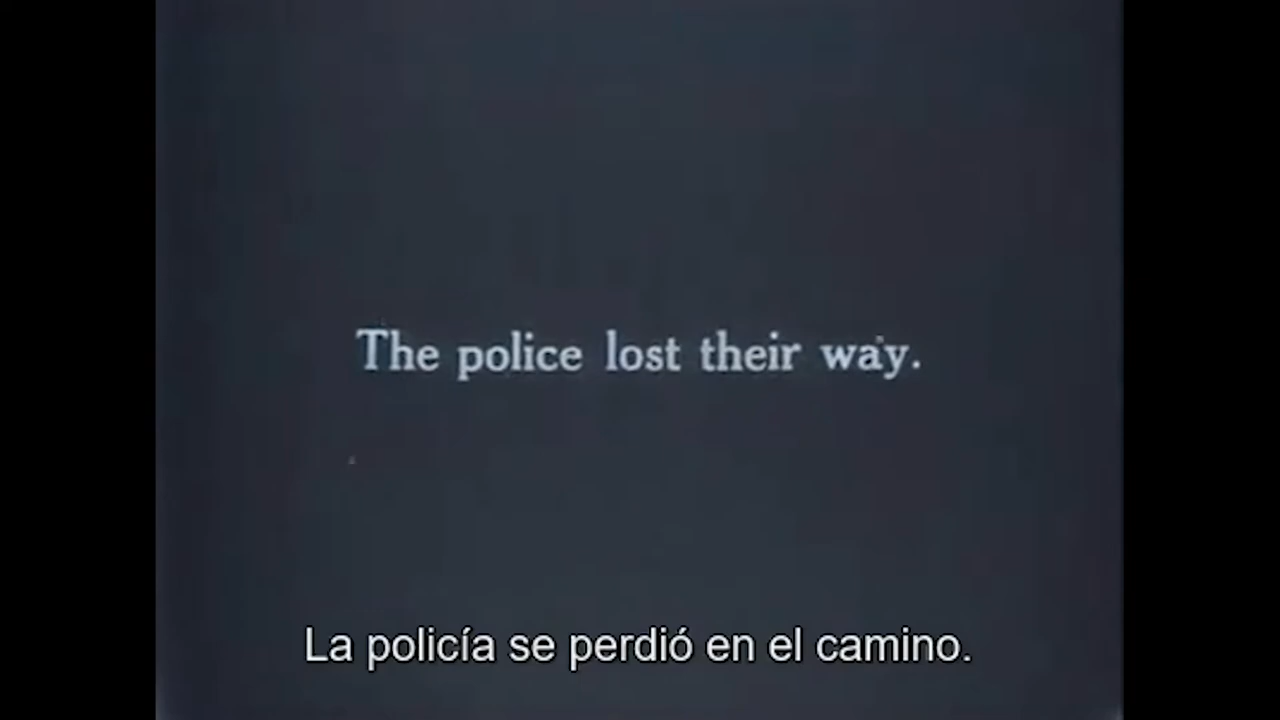 The police lost their way.
La policía se perdió en el camino.